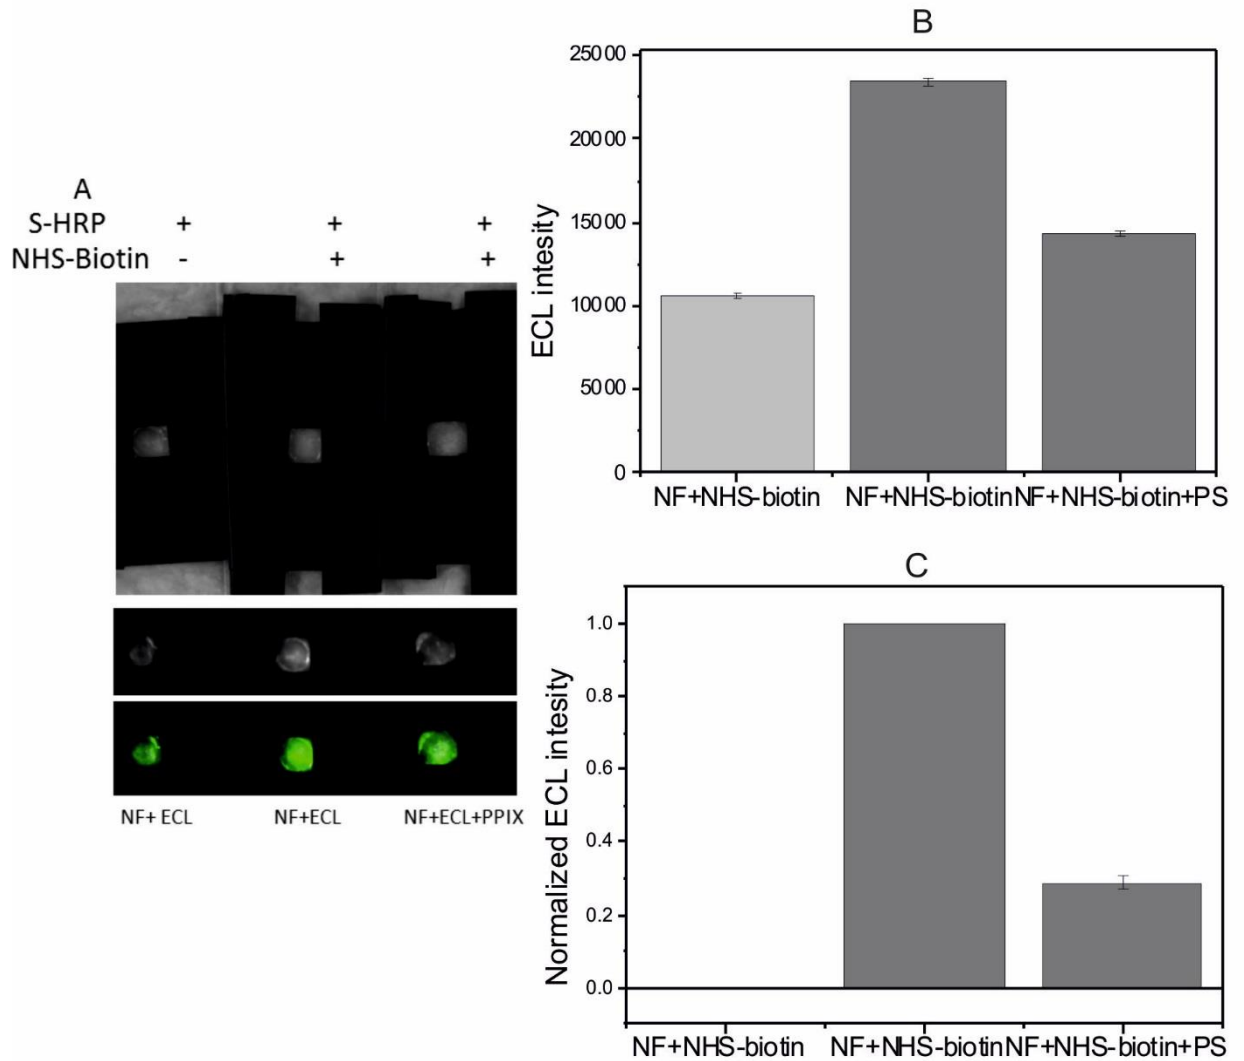 A
S-HRP + + +
NHS-Biotin - + +
NF+ ECL NF+ECL NF+ECL+PPIX
B
ECL intesity
25000
20000
15000
10000
5000
0
NF+NHS-biotin NF+NHS-biotin NF+NHS-biotin+PS
C
Normalized ECL intesity
1.0
0.8
0.6
0.4
0.2
0.0
NF+NHS-biotin NF+NHS-biotin NF+NHS-biotin+PS